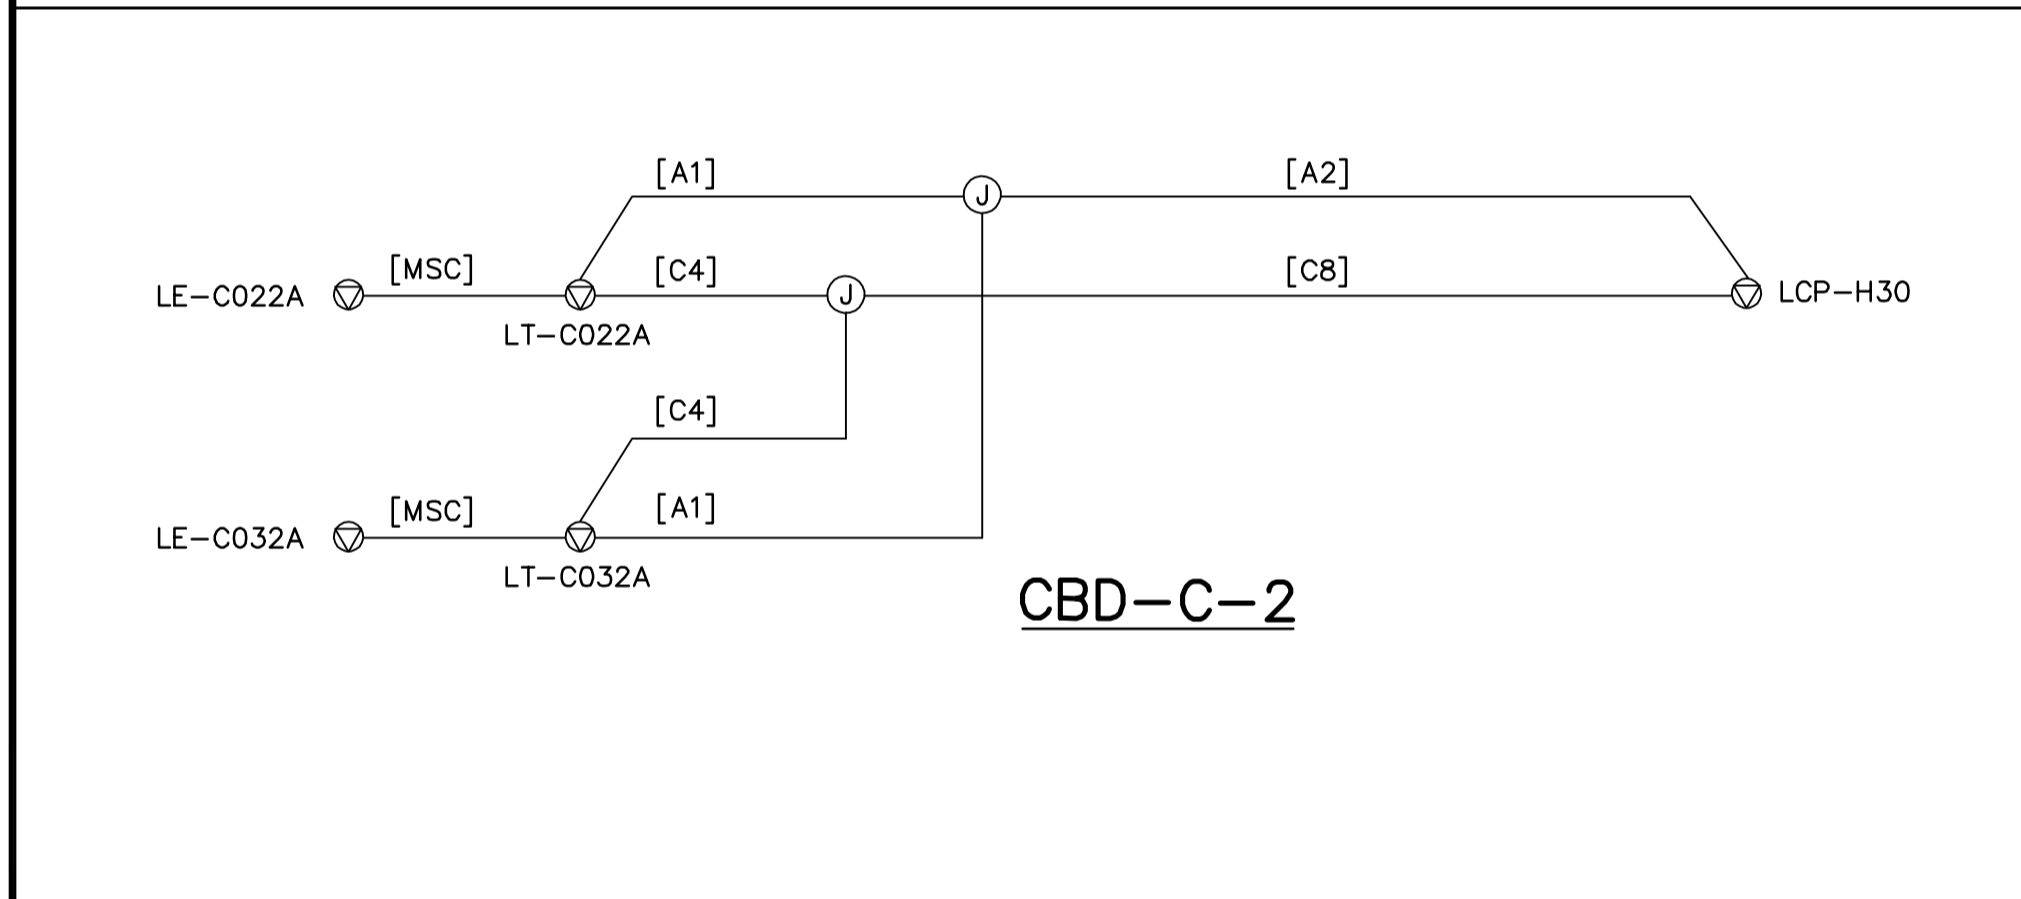 [A1]
J
[A2]
LE-C022A
[MSC]
[C4]
J
[C8]
LCP-H30
LT-C022A
[C4]
LE-C032A
[MSC]
[A1]
LT-C032A
CBD-C-2